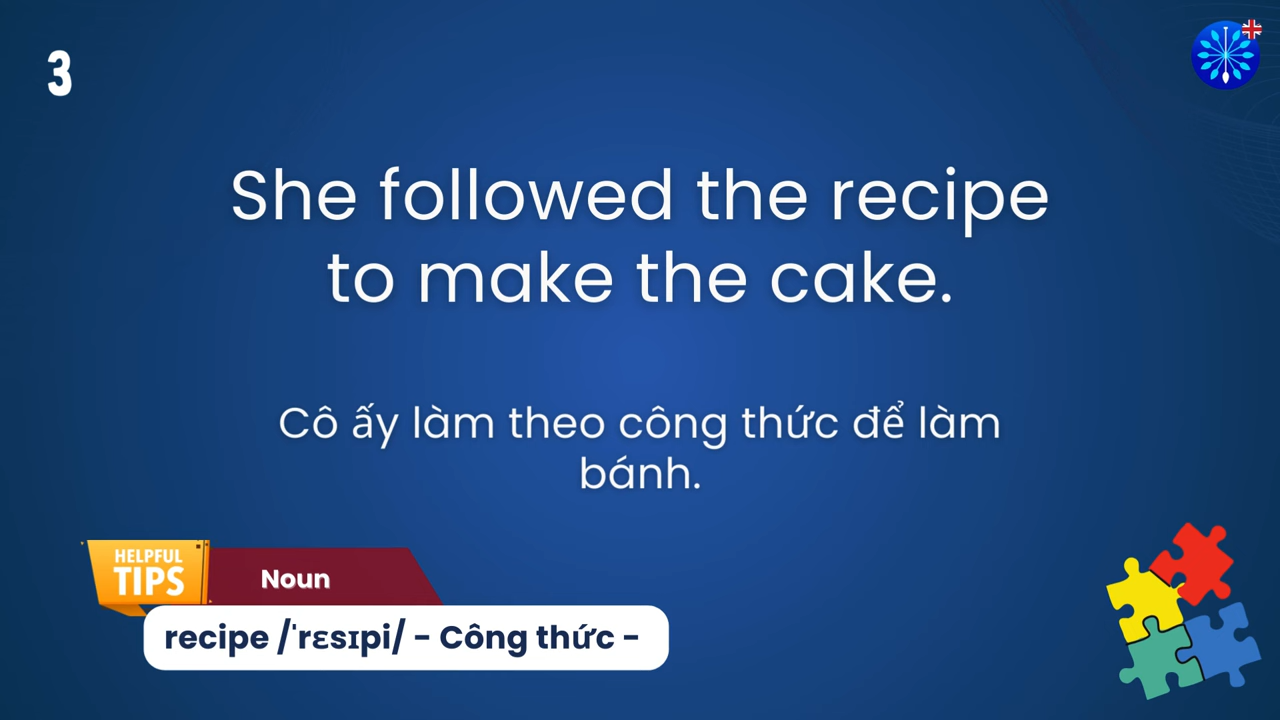 3
She followed the recipe
to make the cake.
Cô ấy làm theo công thức để làm
bánh.
HELPFUL
TIPS
Noun
recipe /ˈrɛsɪpi/ - Công thức -